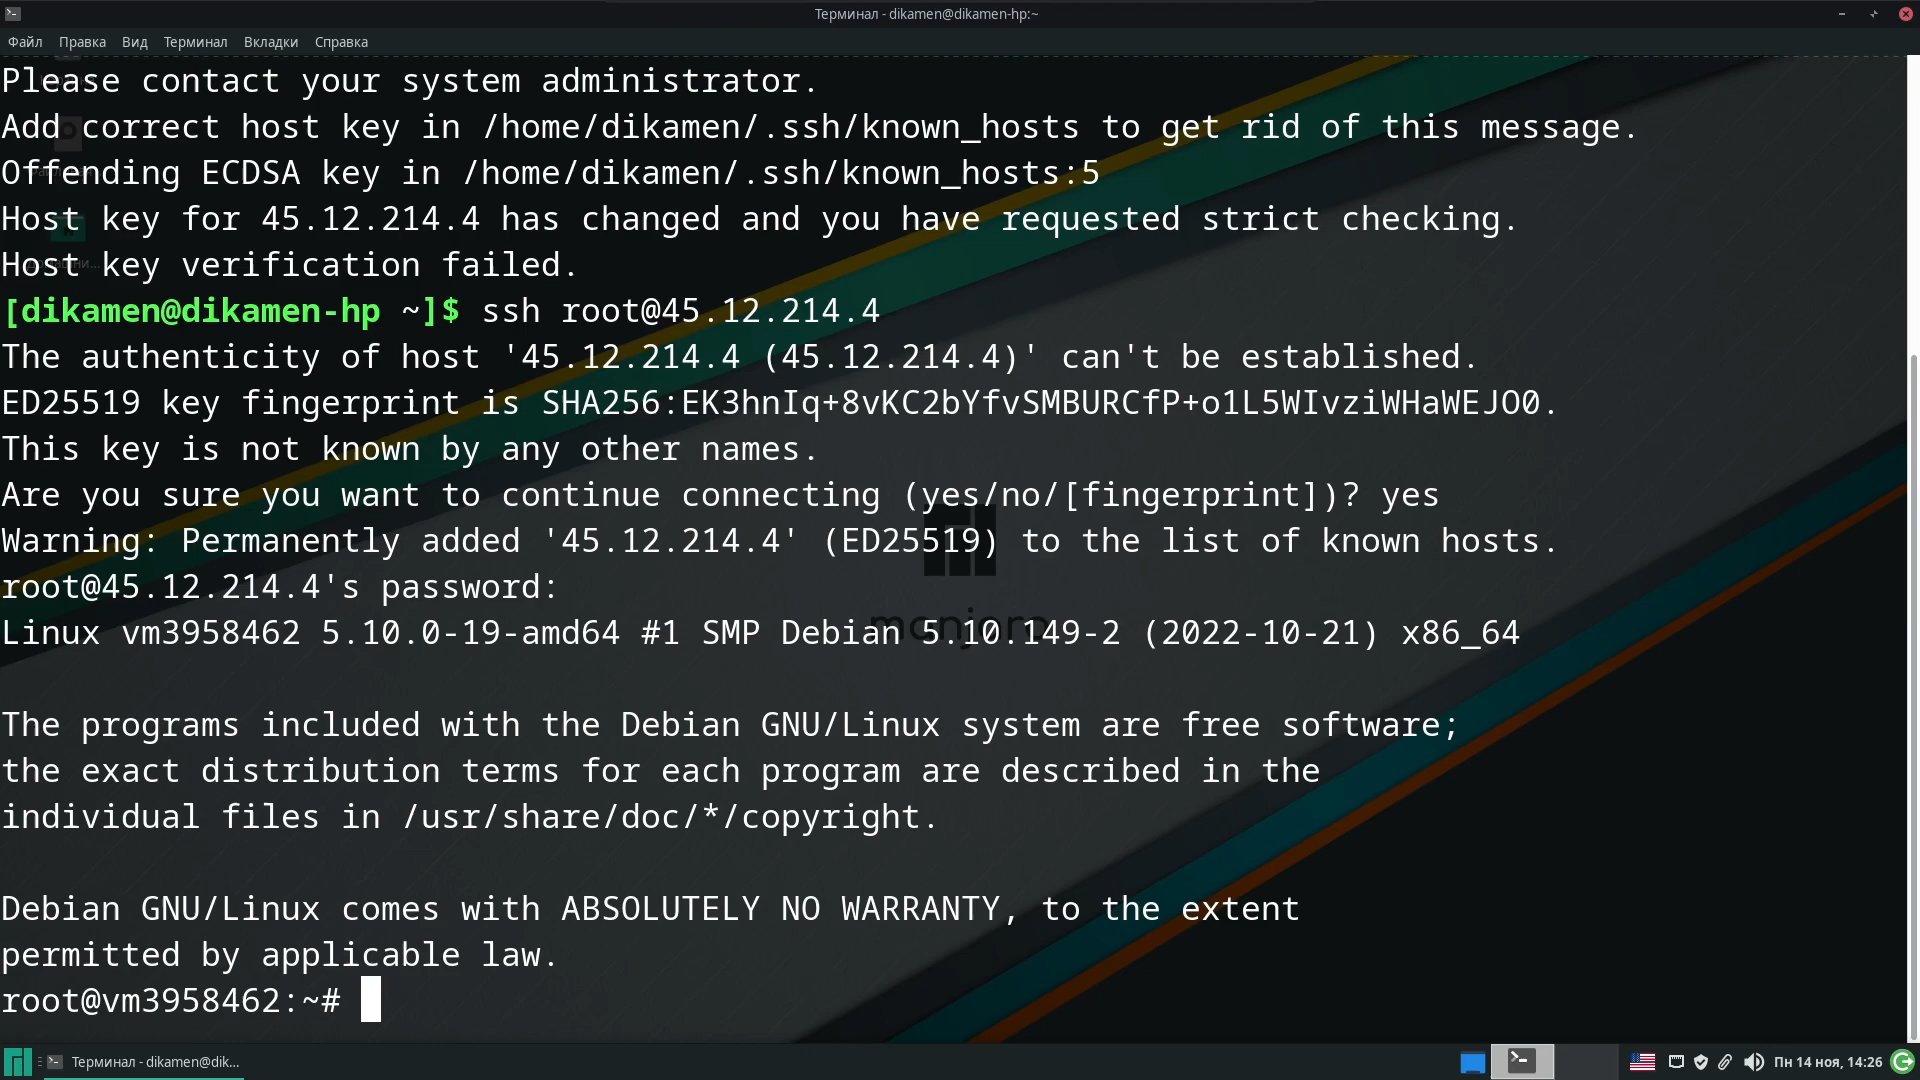 Терминал - dikamen@dikamen-hp:~
Файл Правка Вид Терминал Вкладки Справка
Please contact your system administrator.
Add correct host key in /home/dikamen/.ssh/known_hosts to get rid of this message.
Offending ECDSA key in /home/dikamen/.ssh/known_hosts:5
Host key for 45.12.214.4 has changed and you have requested strict checking.
Host key verification failed.
[dikamen@dikamen-hp ~]$ ssh root@45.12.214.4
The authenticity of host '45.12.214.4 (45.12.214.4)' can't be established.
ED25519 key fingerprint is SHA256:EK3hnIq+8vKC2bYfvSMBURCfP+o1L5WIvziWHaWEJO0.
This key is not known by any other names.
Are you sure you want to continue connecting (yes/no/[fingerprint])? yes
Warning: Permanently added '45.12.214.4' (ED25519) to the list of known hosts.
root@45.12.214.4's password:
Linux vm3958462 5.10.0-19-amd64 #1 SMP Debian 5.10.149-2 (2022-10-21) x86_64
manjaro
The programs included with the Debian GNU/Linux system are free software;
the exact distribution terms for each program are described in the
individual files in /usr/share/doc/*/copyright.
Debian GNU/Linux comes with ABSOLUTELY NO WARRANTY, to the extent
permitted by applicable law.
root@vm3958462:~#
Терминал - dikamen@dik...
Пн 14 ноя, 14:26